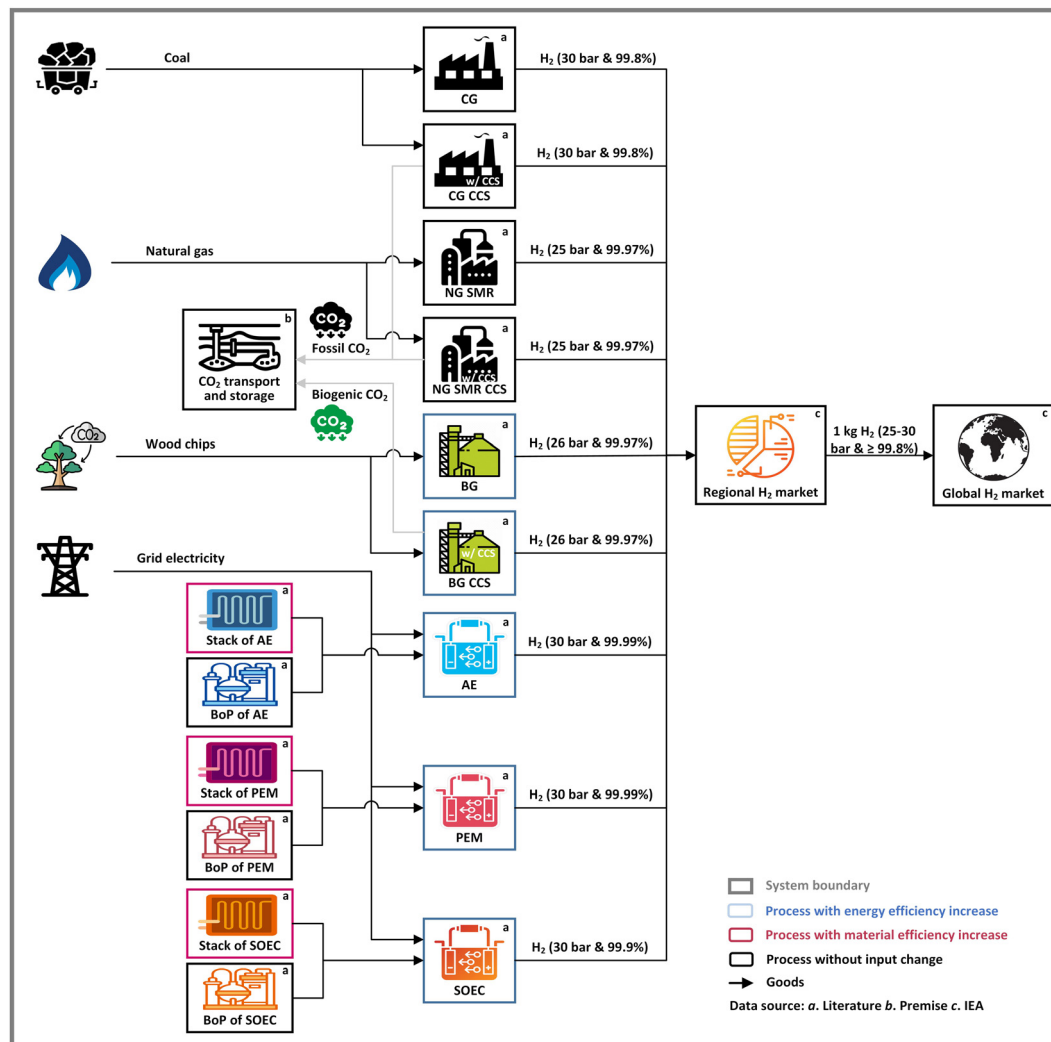 Coal
a
CG
H₂ (30 bar & 99.8%)
a
w/ CCS
CG CCS
H₂ (30 bar & 99.8%)
Natural gas
a
NG SMR
H₂ (25 bar & 99.97%)
b
CO₂ transport
and storage
CO₂
Fossil CO₂
a
w/ CCS
NG SMR CCS
H₂ (25 bar & 99.97%)
Biogenic CO₂
CO₂
CO₂
Wood chips
a
BG
H₂ (26 bar & 99.97%)
c
Regional H₂ market
1 kg H₂ (25-30
bar & ≥ 99.8%)
c
Global H₂ market
a
w/ CCS
BG CCS
H₂ (26 bar & 99.97%)
Grid electricity
a
Stack of AE
a
BoP of AE
a
AE
H₂ (30 bar & 99.99%)
a
Stack of PEM
a
BoP of PEM
a
PEM
H₂ (30 bar & 99.99%)
a
Stack of SOEC
a
BoP of SOEC
a
SOEC
H₂ (30 bar & 99.9%)
System boundary
Process with energy efficiency increase
Process with material efficiency increase
Process without input change
Goods
Data source: a. Literature b. Premise c. IEA